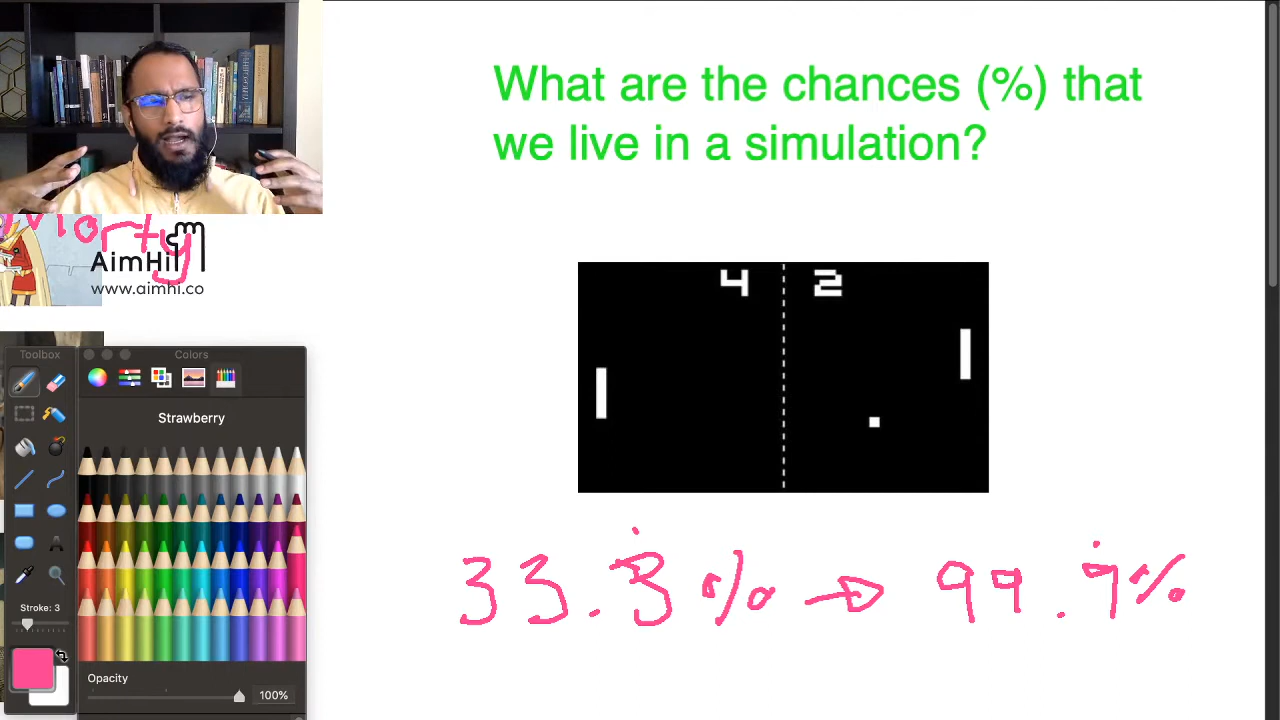 What are the chances (%) that
we live in a simulation?
Morty
AimHi
www.aimhi.co
4 2
Toolbox
Colors
Strawberry
Stroke: 3
Opacity
100%
33.3̇% → 99.9̇%